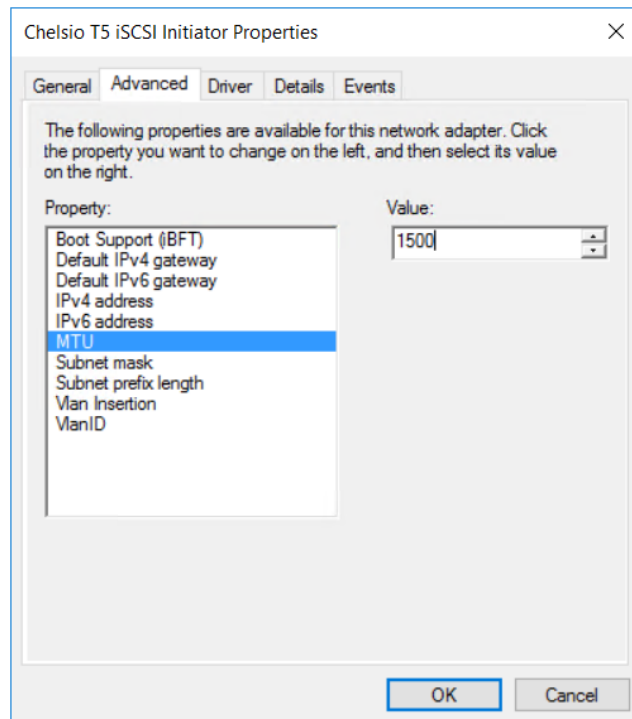 Chelsio T5 iSCSI Initiator Properties
General Advanced Driver Details Events
The following properties are available for this network adapter. Click
the property you want to change on the left, and then select its value
on the right.
Property:
Value:
Boot Support (iBFT)
Default IPv4 gateway
Default IPv6 gateway
IPv4 address
IPv6 address
MTU
Subnet mask
Subnet prefix length
Vlan Insertion
VlanID
1500
OK
Cancel